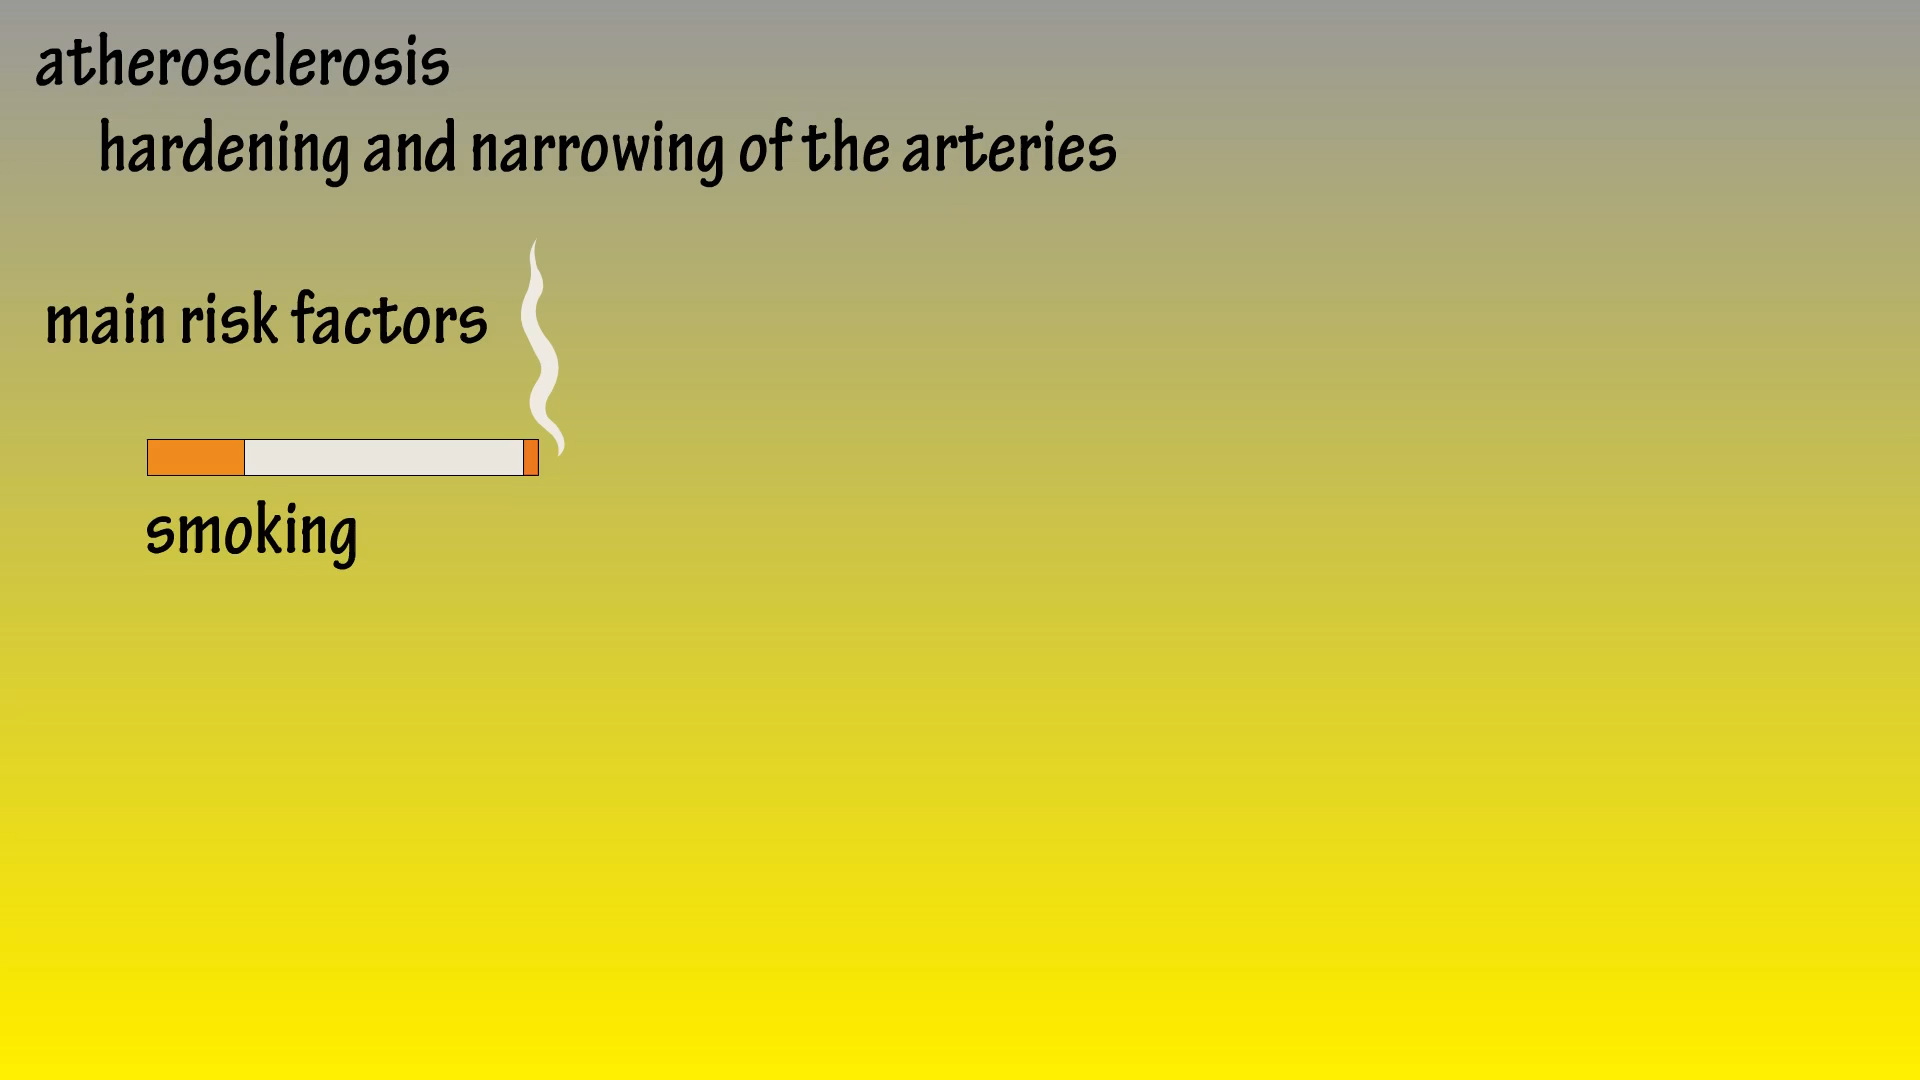 atherosclerosis
hardening and narrowing of the arteries
main risk factors
smoking